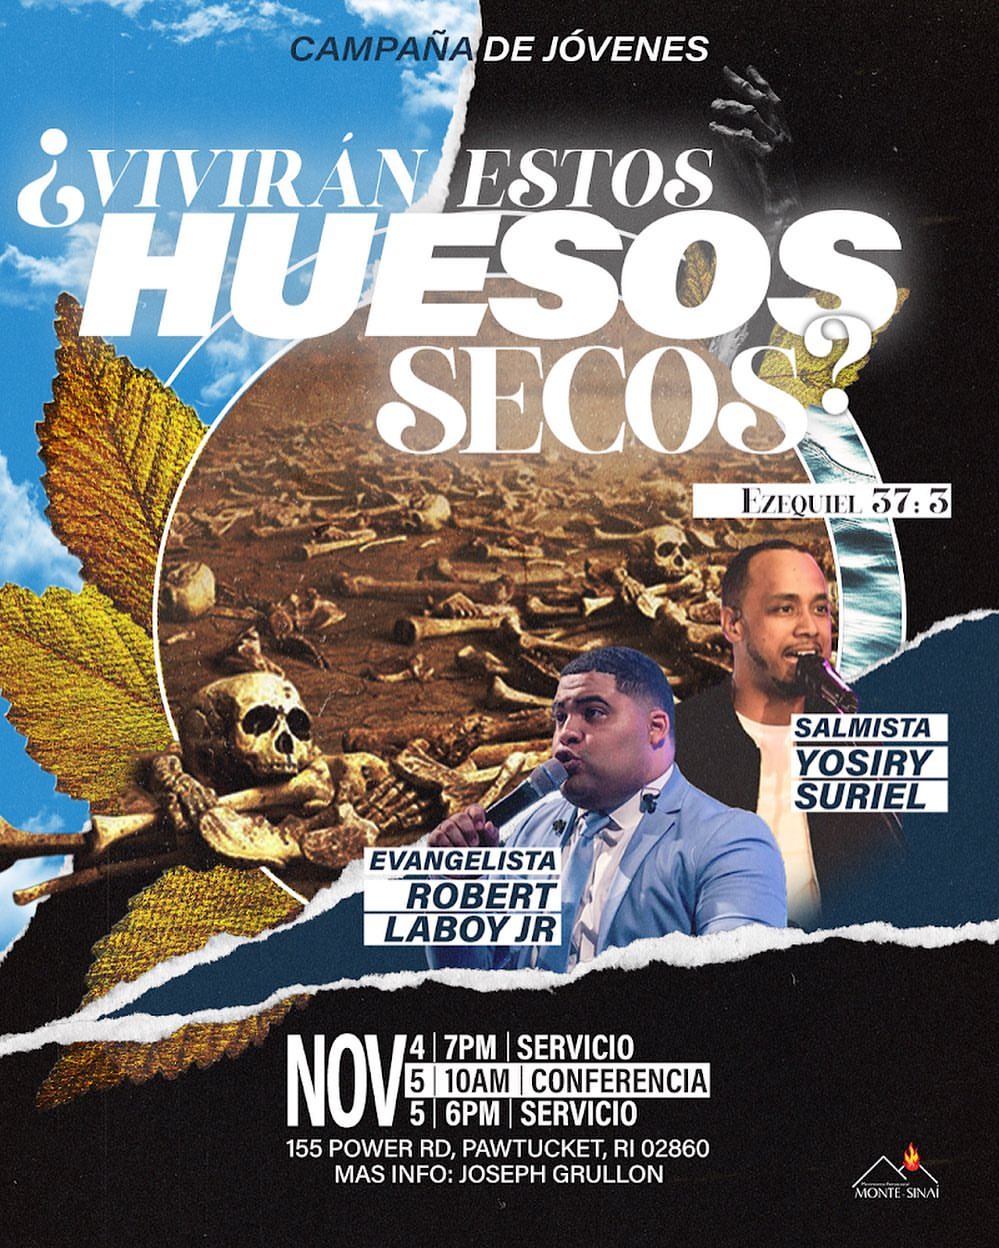 CAMPAÑA DE JÓVENES
¿VIVIRÁN ESTOS
HUESOS
SECOS?
EZEQUIEL 37: 3
SALMISTA
YOSIRY
SURIEL
EVANGELISTA
ROBERT
LABOY JR
NOV 4 | 7PM | SERVICIO
5 | 10AM | CONFERENCIA
5 | 6PM | SERVICIO
155 POWER RD, PAWTUCKET, RI 02860
MAS INFO: JOSEPH GRULLON
Movimiento Pentecostal
MONTE-SINAÍ